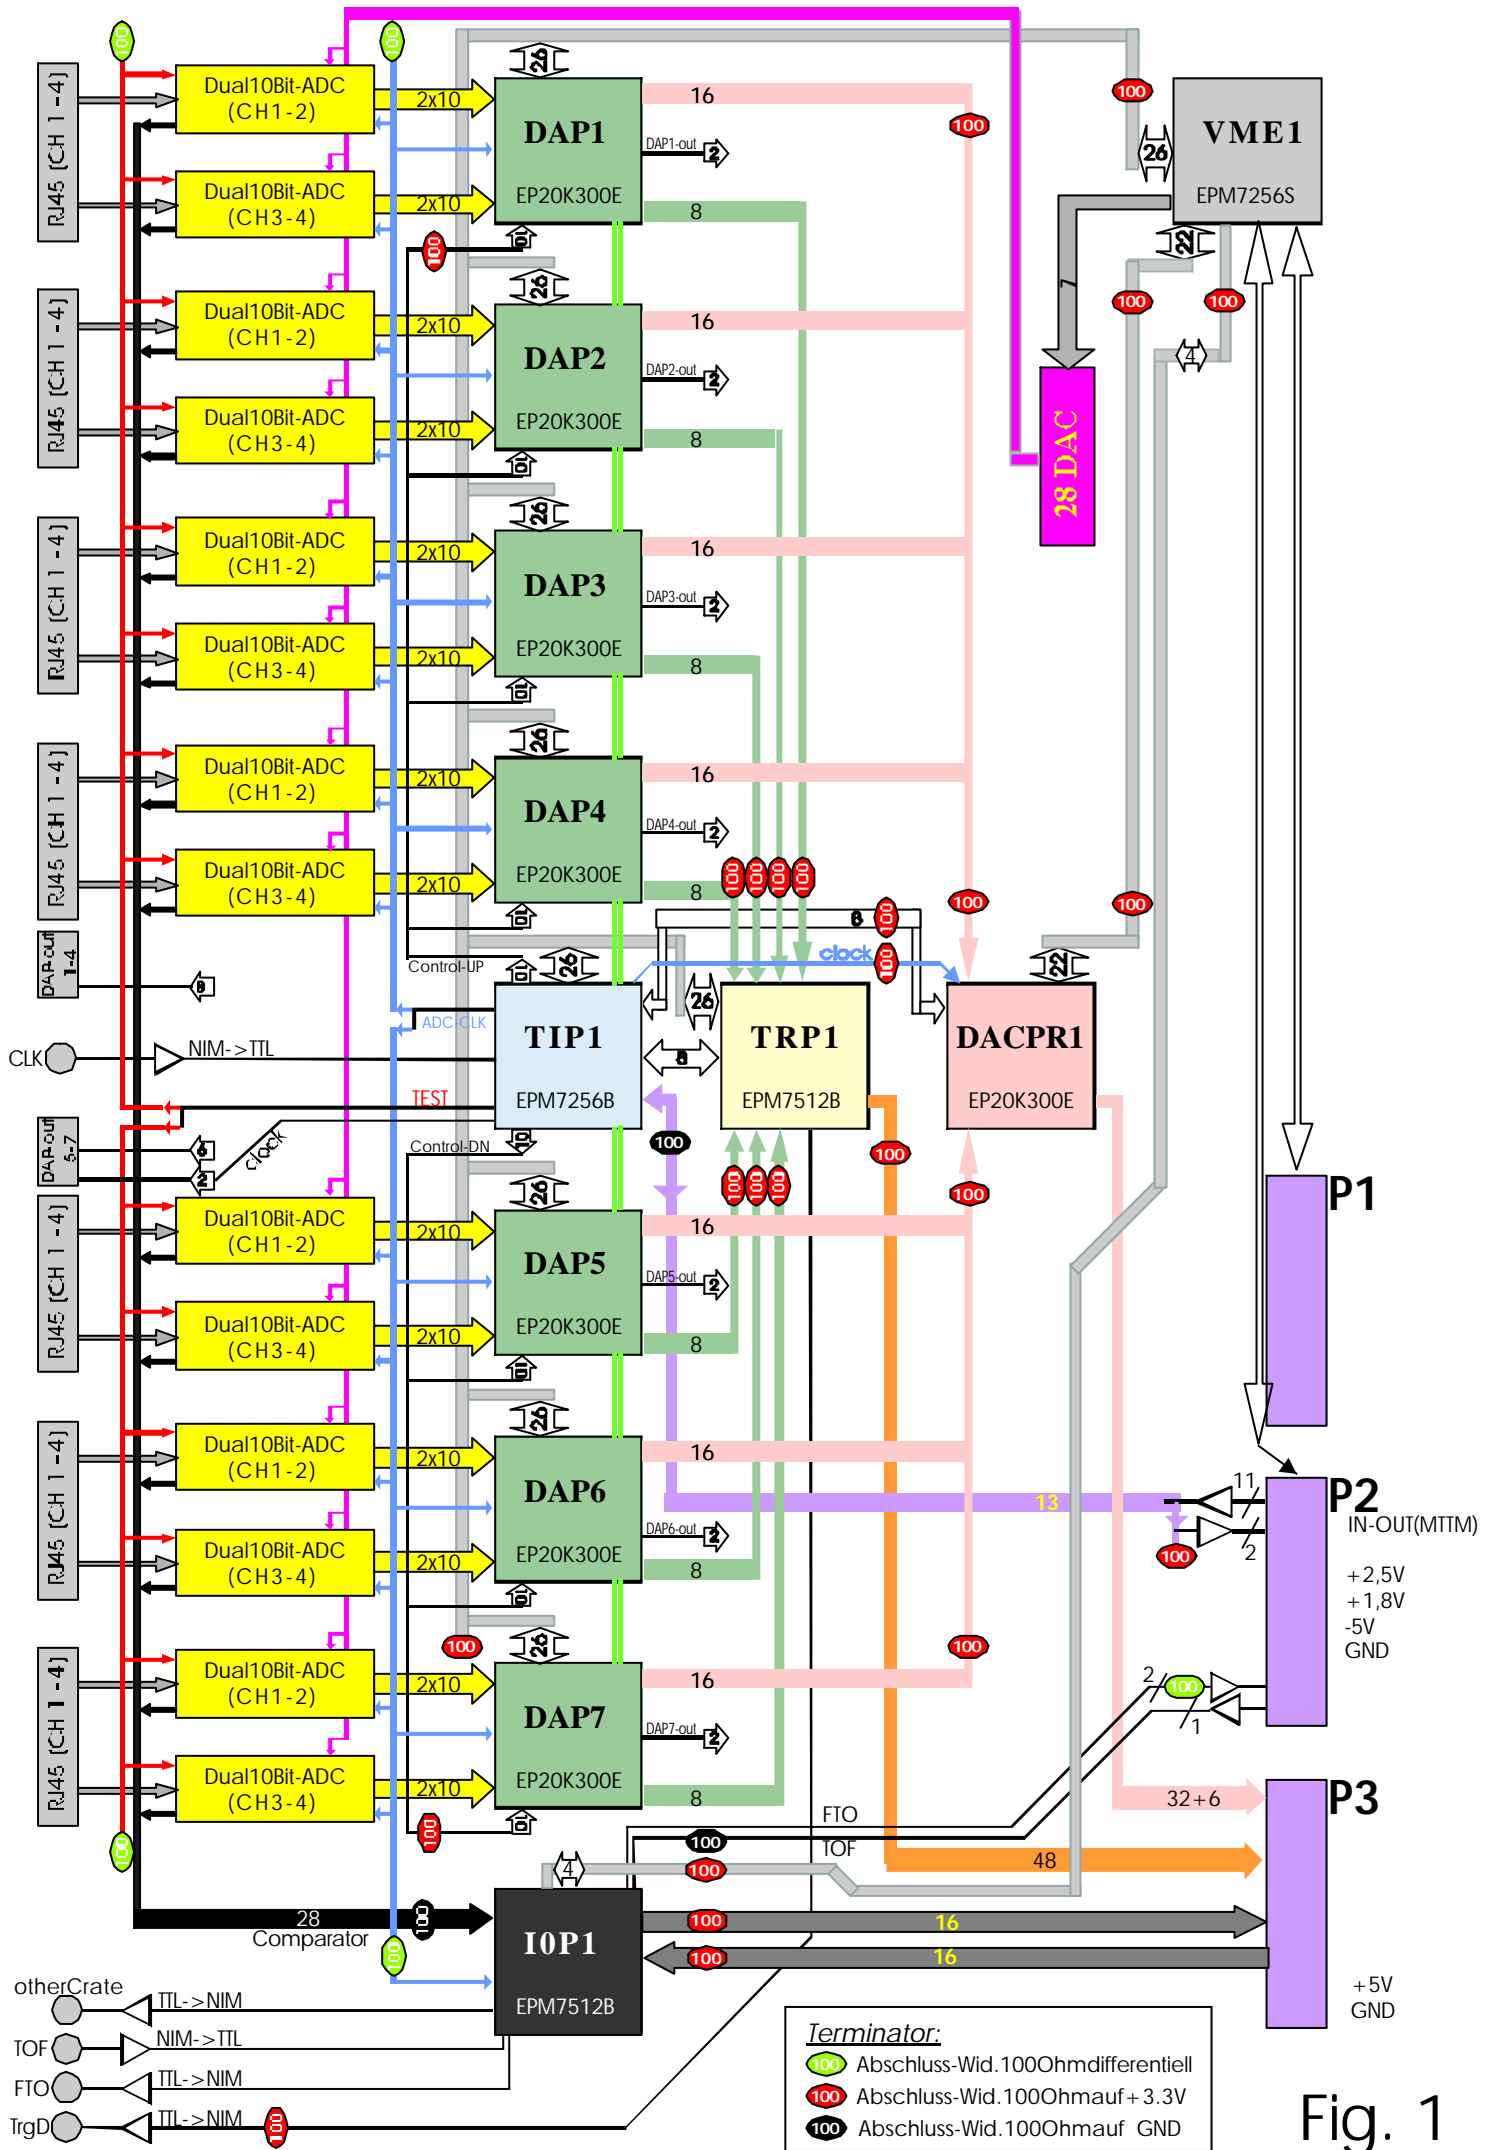 100
100
RJ45 (CH 1-4)
Dual10Bit-ADC
(CH1-2)
2x10
Dual10Bit-ADC
(CH3-4)
2x10
26
DAP1
EP20K300E
16
DAP1-out 2
8
10
100
100
100
26
VME1
EPM7256S
22
7
100
100
4
28 DAC
RJ45 (CH 1-4)
Dual10Bit-ADC
(CH1-2)
2x10
Dual10Bit-ADC
(CH3-4)
2x10
26
DAP2
EP20K300E
16
DAP2-out 2
8
10
RJ45 (CH 1-4)
Dual10Bit-ADC
(CH1-2)
2x10
Dual10Bit-ADC
(CH3-4)
2x10
26
DAP3
EP20K300E
16
DAP3-out 2
8
10
RJ45 (CH 1-4)
Dual10Bit-ADC
(CH1-2)
2x10
Dual10Bit-ADC
(CH3-4)
2x10
26
DAP4
EP20K300E
16
DAP4-out 2
8
10
100 100 100 100
100
100
DAP-out
1-4
8
Control-UP
10
26
8
100
clock
100
22
ADC-CLK
CLK
NIM->TTL
TIP1
EPM7256B
8
26
TRP1
EPM7512B
DACPR1
EP20K300E
TEST
DAP-out
5-7
6
2
clock
Control-DN
10
100
100
100 100 100
100
P1
RJ45 (CH 1-4)
Dual10Bit-ADC
(CH1-2)
2x10
Dual10Bit-ADC
(CH3-4)
2x10
26
DAP5
EP20K300E
16
DAP5-out 2
8
10
RJ45 (CH 1-4)
Dual10Bit-ADC
(CH1-2)
2x10
Dual10Bit-ADC
(CH3-4)
2x10
26
DAP6
EP20K300E
16
DAP6-out 2
8
10
13
11
2
100
P2
IN-OUT(MTTM)
+2,5V
+1,8V
-5V
GND
100
100
RJ45 (CH 1-4)
Dual10Bit-ADC
(CH1-2)
2x10
Dual10Bit-ADC
(CH3-4)
2x10
26
DAP7
EP20K300E
16
DAP7-out 2
8
10
2
100
1
32+6
P3
100
100
FTO
100
TOF
4
100
48
28
Comparator
100
100
I0P1
EPM7512B
100
16
100
16
+5V
GND
otherCrate
TTL->NIM
TOF
NIM->TTL
FTO
TTL->NIM
TrgD
TTL->NIM
100
Terminator:
100 Abschluss-Wid.100Ohmdifferentiell
100 Abschluss-Wid.100Ohmauf+3.3V
100 Abschluss-Wid.100Ohmauf GND
Fig. 1